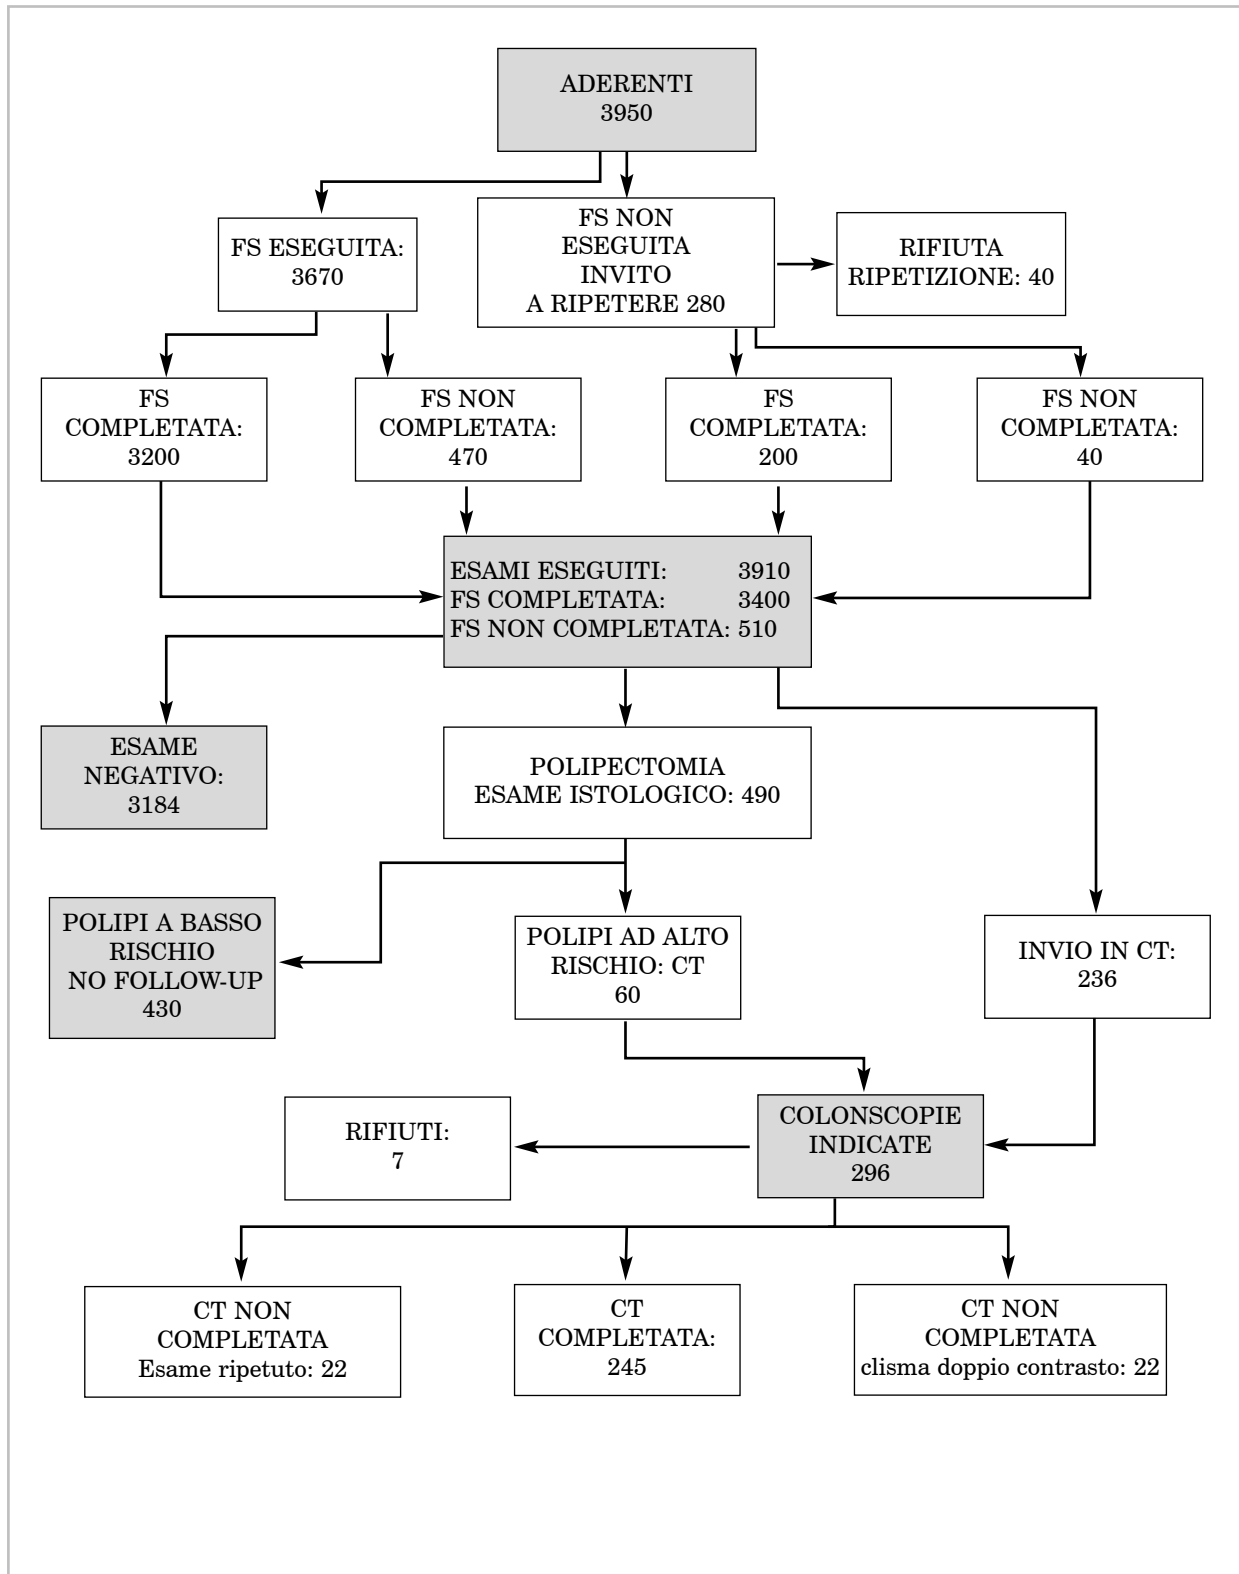 ADERENTI
3950
FS ESEGUITA:
3670
FS NON
ESEGUITA
INVITO
A RIPETERE 280
RIFIUTA
RIPETIZIONE: 40
FS
COMPLETATA:
3200
FS NON
COMPLETATA:
470
FS
COMPLETATA:
200
FS NON
COMPLETATA:
40
ESAMI ESEGUITI: 3910
FS COMPLETATA: 3400
FS NON COMPLETATA: 510
ESAME
NEGATIVO:
3184
POLIPECTOMIA
ESAME ISTOLOGICO: 490
POLIPI A BASSO
RISCHIO
NO FOLLOW-UP
430
POLIPI AD ALTO
RISCHIO: CT
60
INVIO IN CT:
236
RIFIUTI:
7
COLONSCOPIE
INDICATE
296
CT NON
COMPLETATA
Esame ripetuto: 22
CT
COMPLETATA:
245
CT NON
COMPLETATA
clisma doppio contrasto: 22